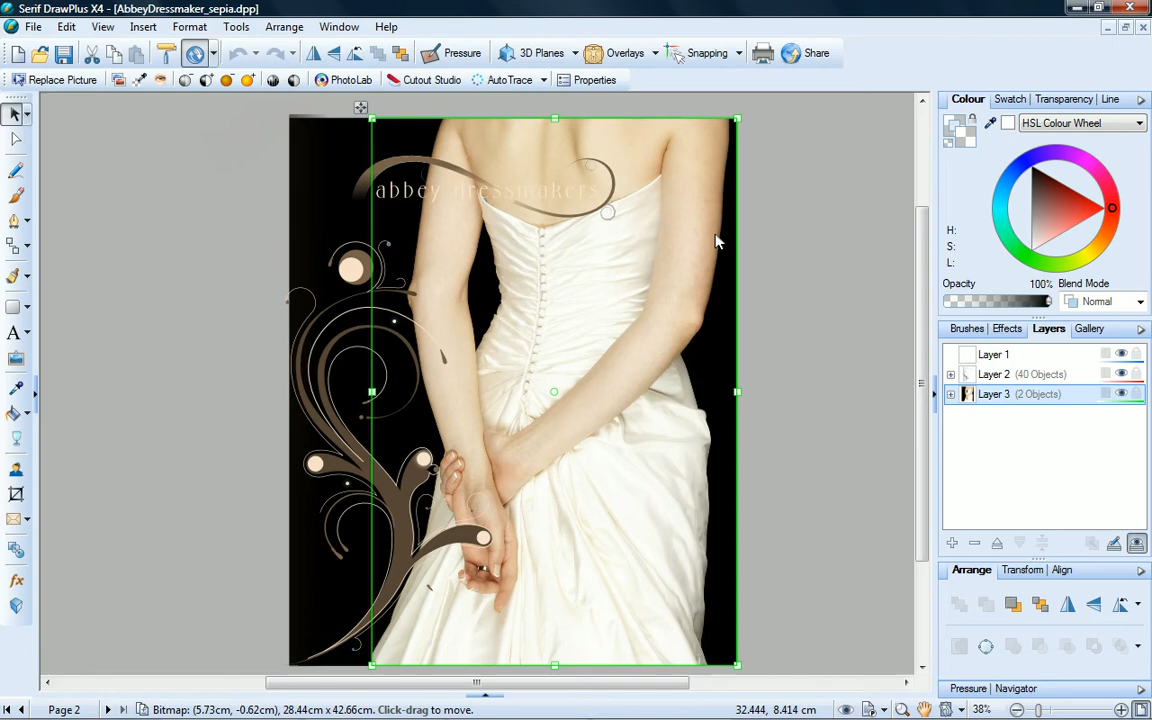 Serif DrawPlus X4 - [AbbeyDressmaker_sepia.dpp]
File Edit View Insert Format Tools Arrange Window Help
Pressure 3D Planes Overlays Snapping Share
Replace Picture PhotoLab Cutout Studio AutoTrace Properties
Colour Swatch Transparency Line
HSL Colour Wheel
abbey dressmakers
H:
S:
L:
Opacity 100% Blend Mode
Normal
Brushes Effects Layers Gallery
Layer 1
Layer 2 (40 Objects)
Layer 3 (2 Objects)
A
fx
Arrange Transform Align
Pressure Navigator
Page 2 Bitmap: (5.73cm, -0.62cm), 28.44cm x 42.66cm. Click-drag to move. 32.444, 8.414 cm 38%